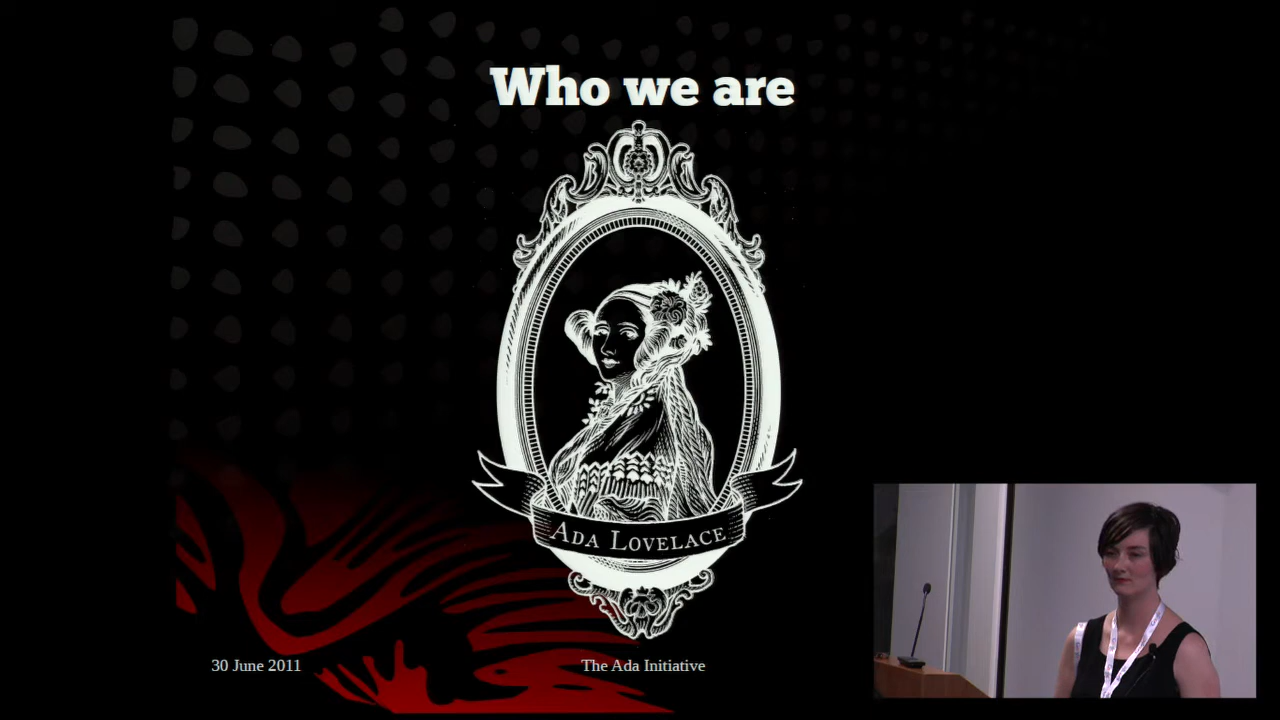 Who we are
ADA LOVELACE
30 June 2011
The Ada Initiative